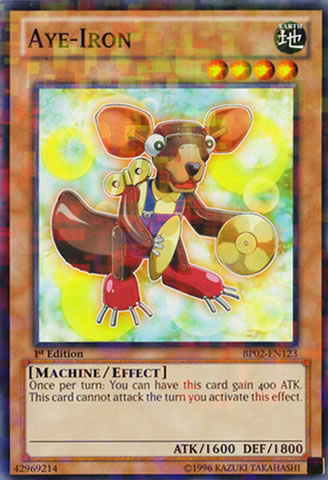 AYE-IRON
EARTH
地
1st Edition
BP02-EN123
[MACHINE/EFFECT]
Once per turn: You can have this card gain 400 ATK.
This card cannot attack the turn you activate this effect.
ATK/1600 DEF/1800
42969214
©1996 KAZUKI TAKAHASHI